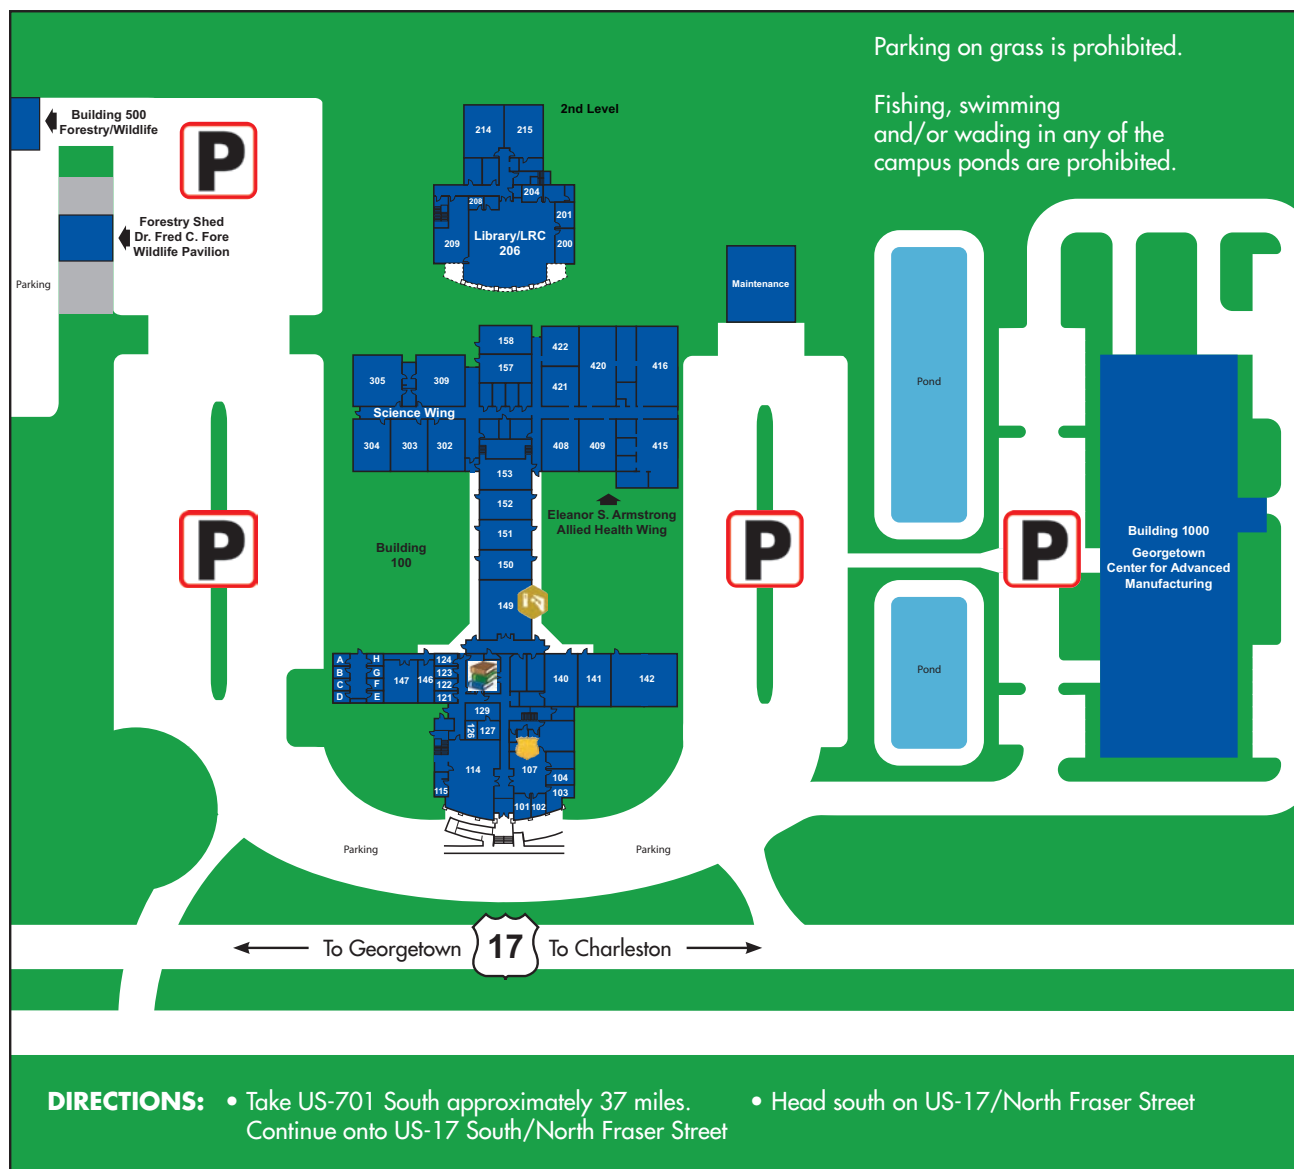 Parking on grass is prohibited.
Fishing, swimming
and/or wading in any of the
campus ponds are prohibited.
Building 500
Forestry/Wildlife
P
Forestry Shed
Dr. Fred C. Fore
Wildlife Pavilion
Parking
2nd Level
214
215
204
208
201
Library/LRC
206
209
200
Maintenance
158
157
422
420
416
421
305
309
Science Wing
304
303
302
408
409
415
153
152
151
150
149
Eleanor S. Armstrong
Allied Health Wing
Building
100
P
P
P
Pond
Pond
Building 1000
Georgetown
Center for Advanced
Manufacturing
A
B
C
D
H
G
F
E
147
146
124
123
122
121
140
141
142
129
126
127
114
115
107
104
103
101
102
Parking
Parking
To Georgetown
17
To Charleston
DIRECTIONS:
• Take US-701 South approximately 37 miles.
Continue onto US-17 South/North Fraser Street
• Head south on US-17/North Fraser Street